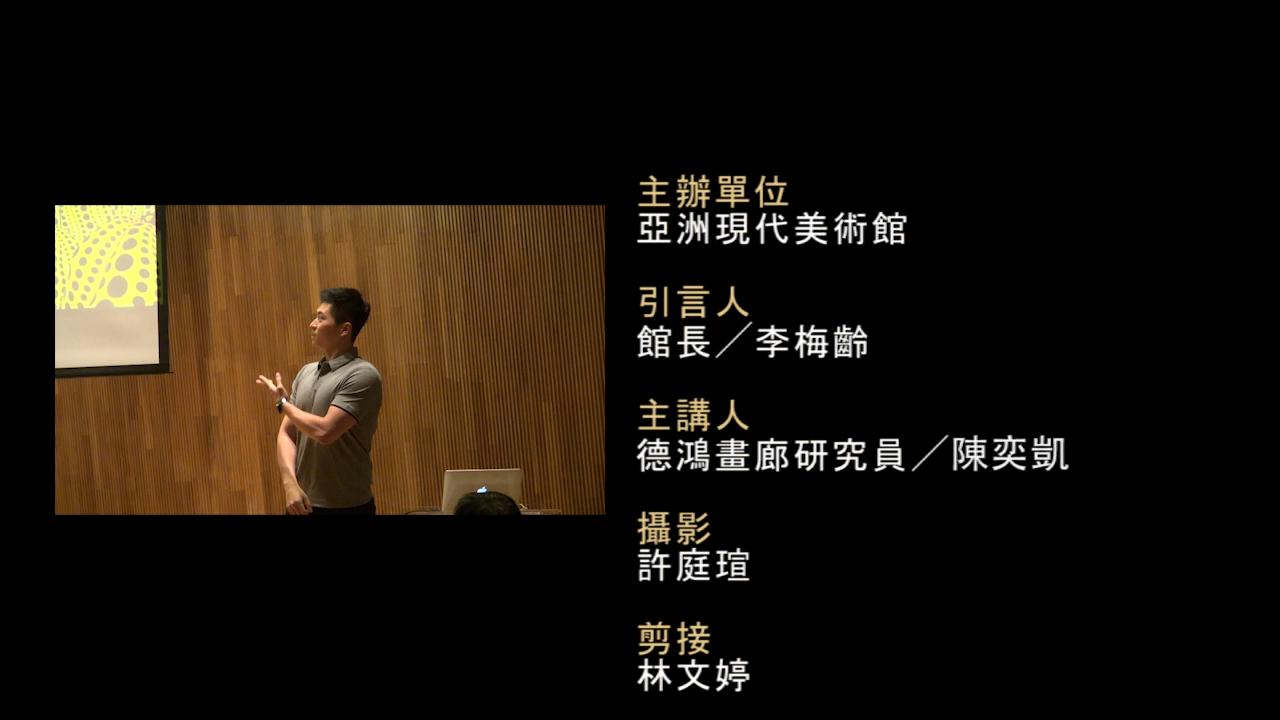 主辦單位
亞洲現代美術館
引言人
館長／李梅齡
主講人
德鴻畫廊研究員／陳奕凱
攝影
許庭瑄
剪接
林文婷